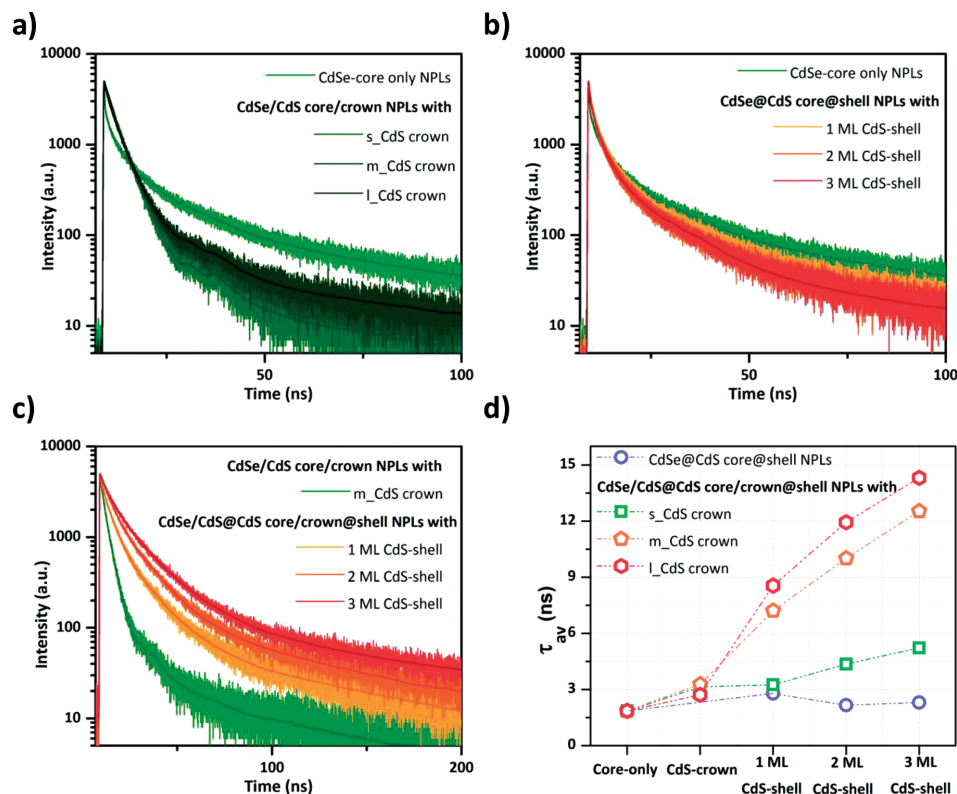 a)
10000
1000
100
10
Intensity (a.u.)
CdSe-core only NPLs
CdSe/CdS core/crown NPLs with
s_CdS crown
m_CdS crown
l_CdS crown
50
100
Time (ns)
b)
10000
1000
100
10
Intensity (a.u.)
CdSe-core only NPLs
CdSe@CdS core@shell NPLs with
1 ML CdS-shell
2 ML CdS-shell
3 ML CdS-shell
50
100
Time (ns)
c)
10000
1000
100
10
Intensity (a.u.)
CdSe/CdS core/crown NPLs with
m_CdS crown
CdSe/CdS@CdS core/crown@shell NPLs with
1 ML CdS-shell
2 ML CdS-shell
3 ML CdS-shell
100
200
Time (ns)
d)
15
12
9
6
3
0
τav (ns)
CdSe@CdS core@shell NPLs
CdSe/CdS@CdS core/crown@shell NPLs with
s_CdS crown
m_CdS crown
l_CdS crown
Core-only
CdS-crown
1 ML
CdS-shell
2 ML
CdS-shell
3 ML
CdS-shell